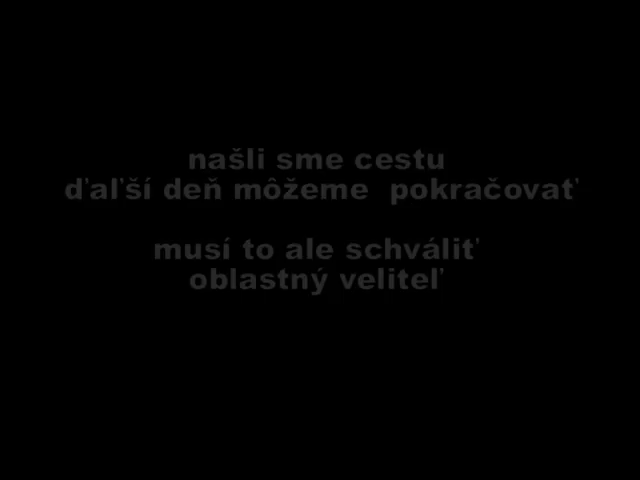 našli sme cestu
ďaľší deň môžeme  pokračovať
musí to ale schváliť
oblastný veliteľ